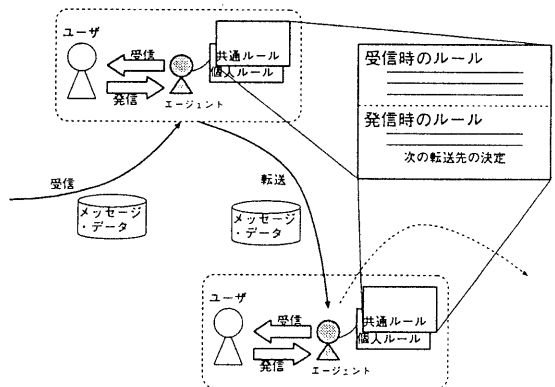 ユーザ
受信
発信
エージェント
共通ルール
個人ルール
受信時のルール
発信時のルール
次の転送先の決定
受信
メッセージ
・データ
転送
メッセージ
・データ
ユーザ
受信
発信
エージェント
共通ルール
個人ルール